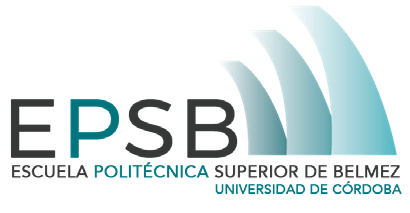 EPSB
ESCUELA POLITÉCNICA SUPERIOR DE BELMEZ
UNIVERSIDAD DE CÓRDOBA